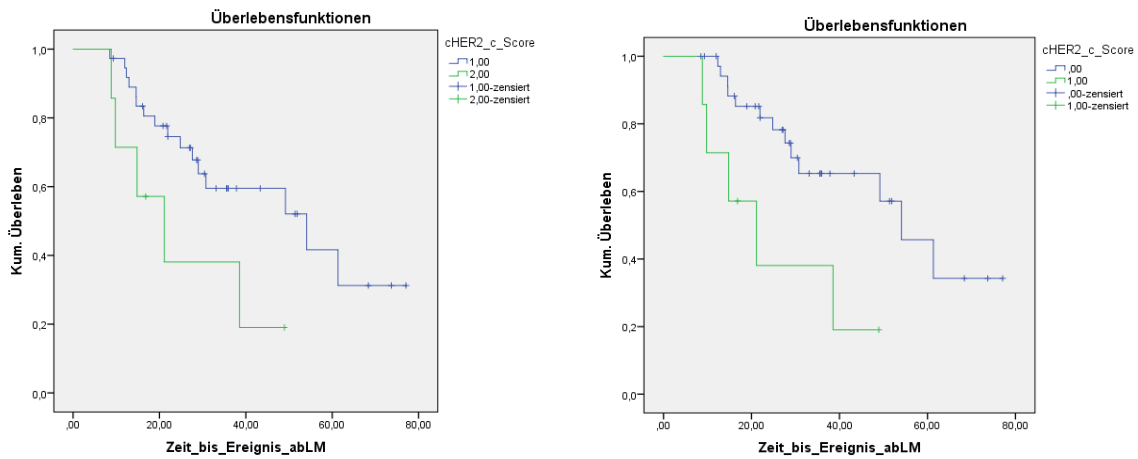 Überlebensfunktionen
cHER2_c_Score
1,00
2,00
1,00-zensiert
2,00-zensiert
Kum. Überleben
1,0
0,8
0,6
0,4
0,2
0,0
,00 20,00 40,00 60,00 80,00
Zeit_bis_Ereignis_abLM
Überlebensfunktionen
cHER2_c_Score
,00
1,00
,00-zensiert
1,00-zensiert
Kum. Überleben
1,0
0,8
0,6
0,4
0,2
0,0
,00 20,00 40,00 60,00 80,00
Zeit_bis_Ereignis_abLM